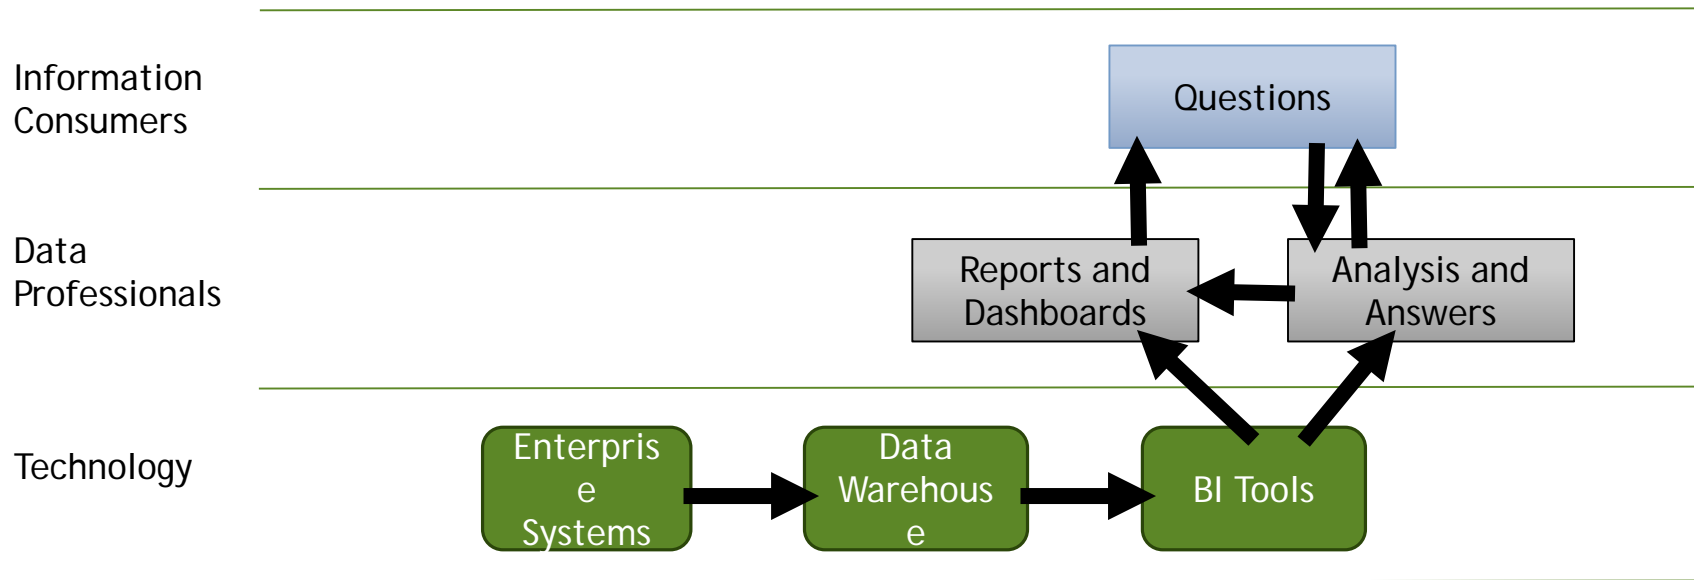 Information
Consumers
Questions
Data
Professionals
Reports and
Dashboards
Analysis and
Answers
Technology
Enterpris
e
Systems
Data
Warehous
e
BI Tools